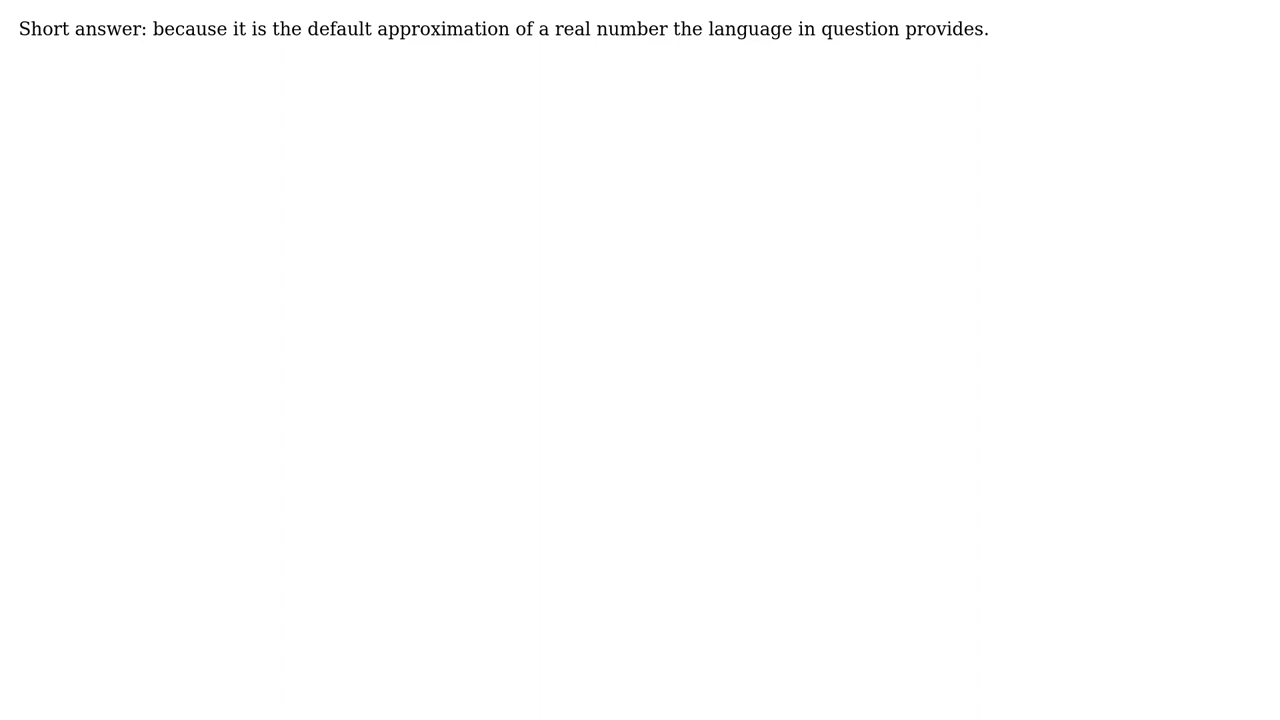 Short answer: because it is the default approximation of a real number the language in question provides.